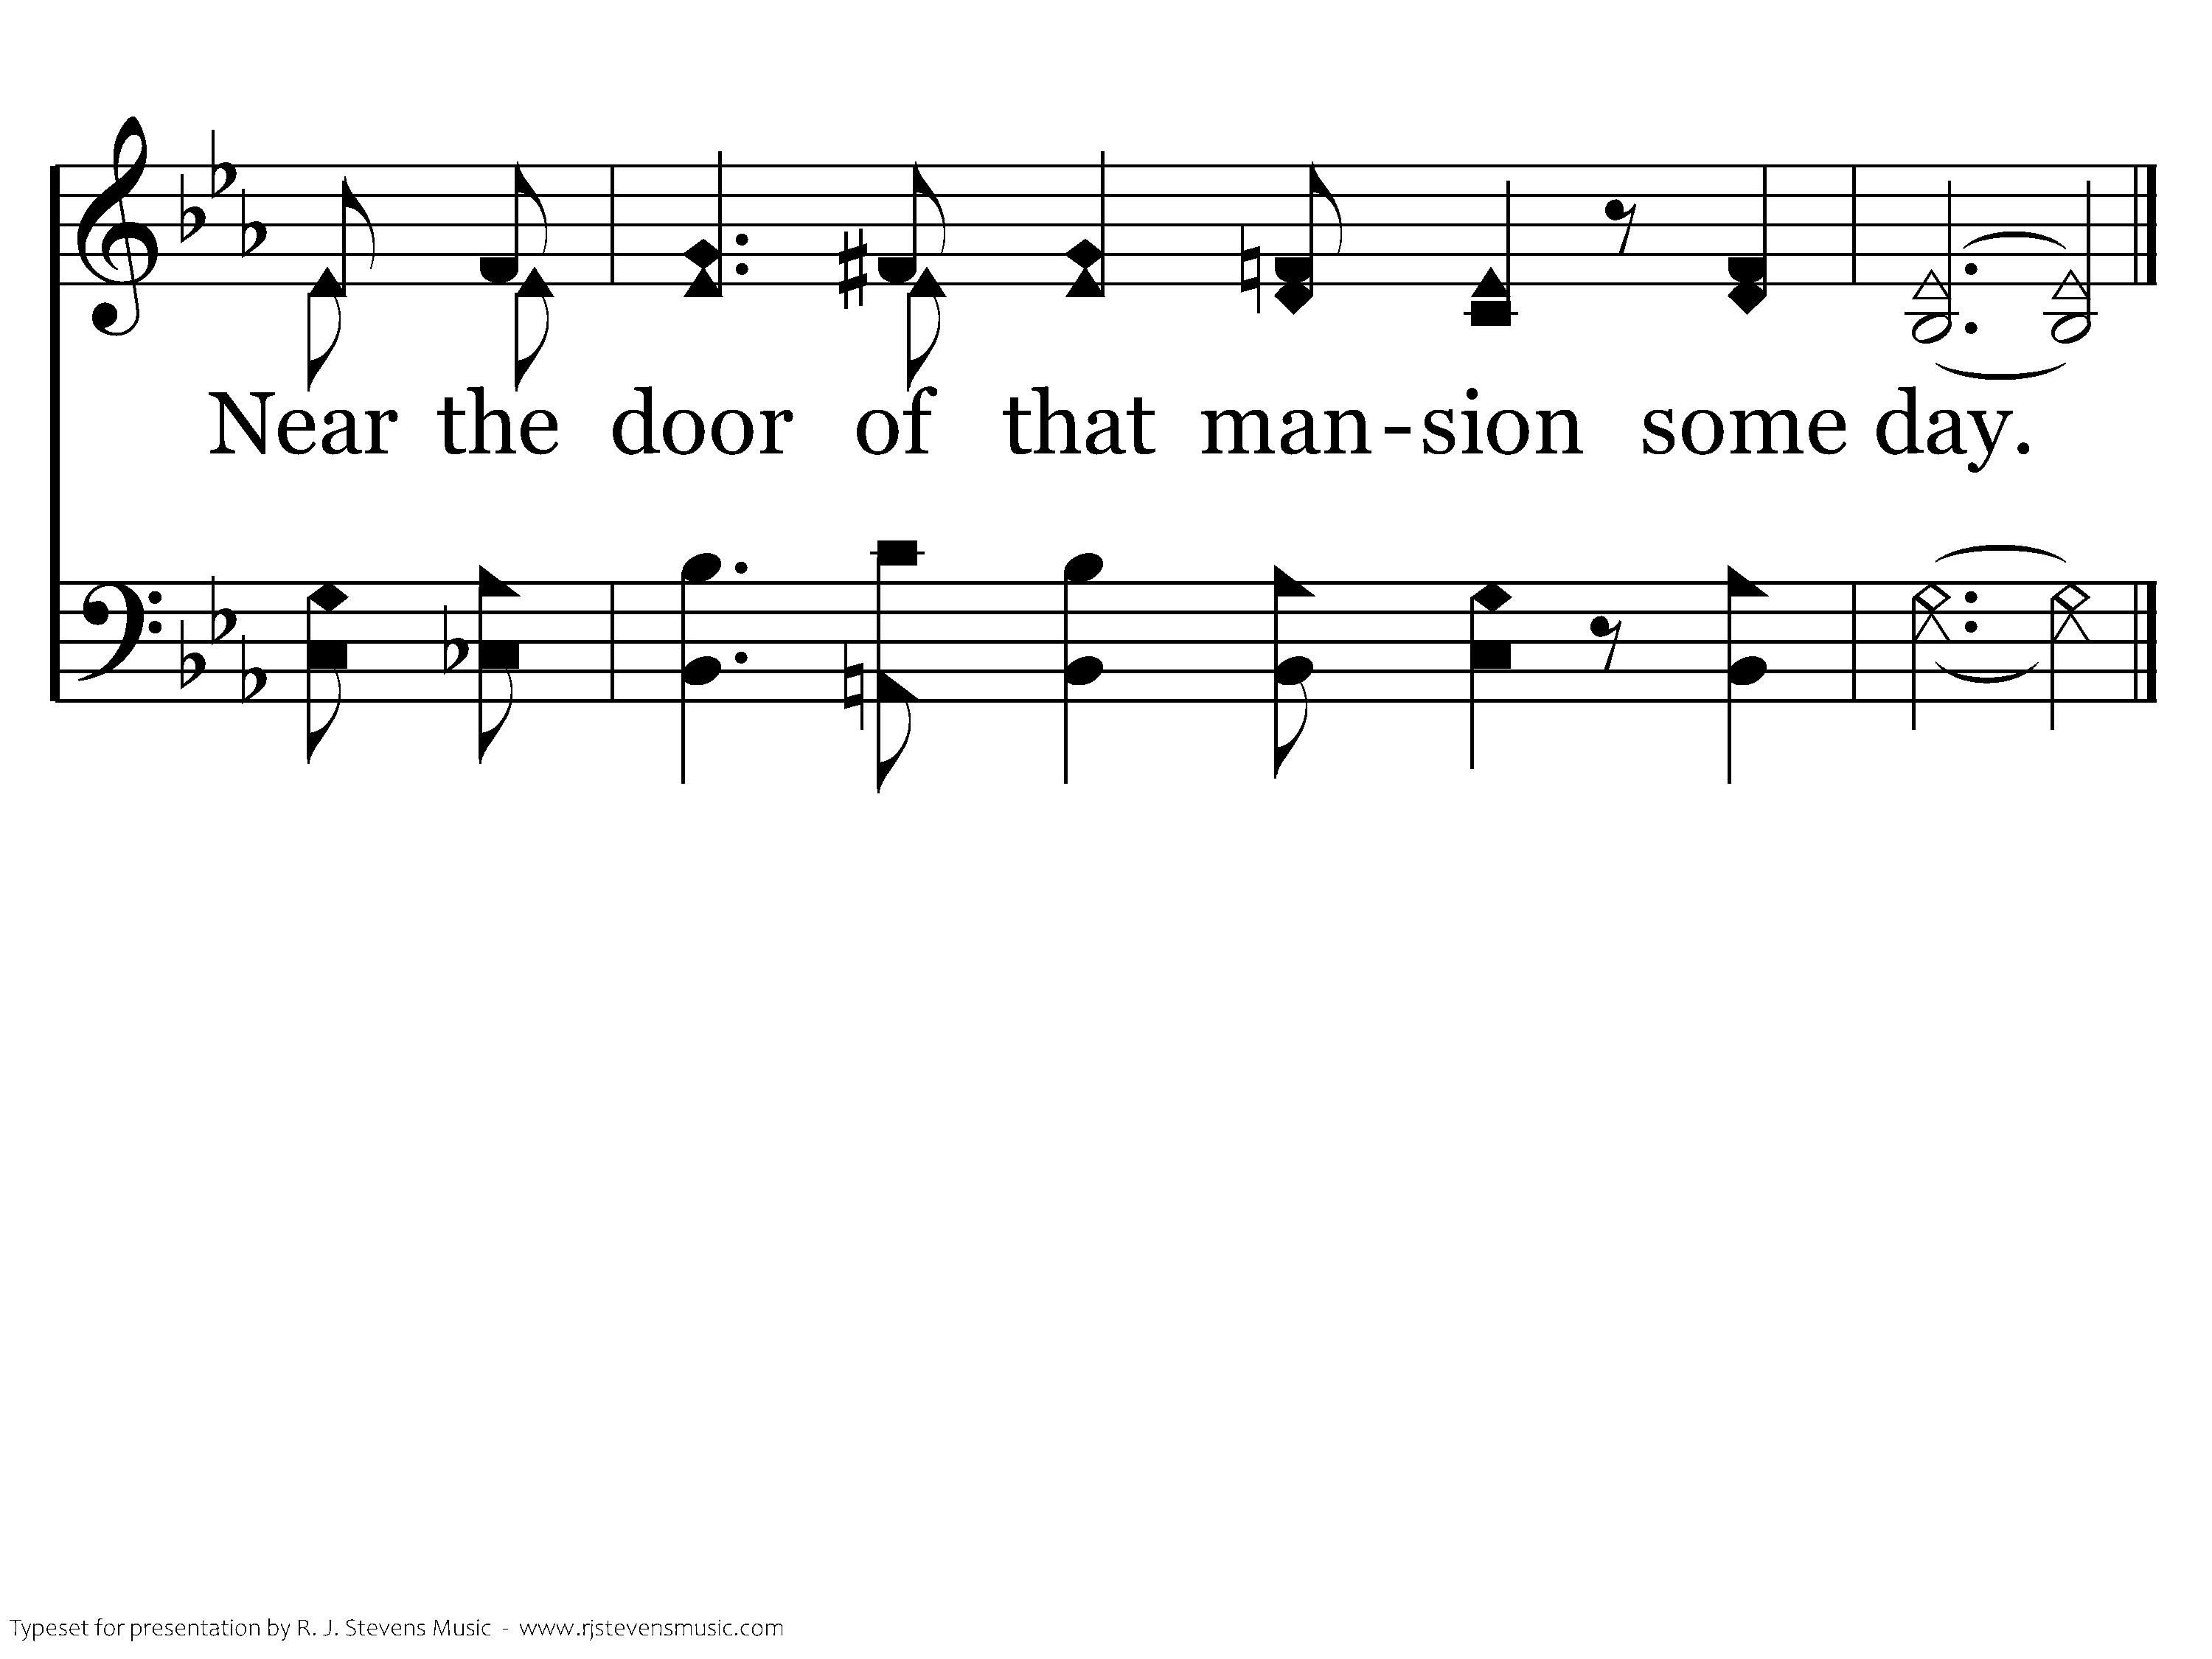 Near the door of that man-sion some day.
Typeset for presentation by R. J. Stevens Music - www.rjstevensmusic.com